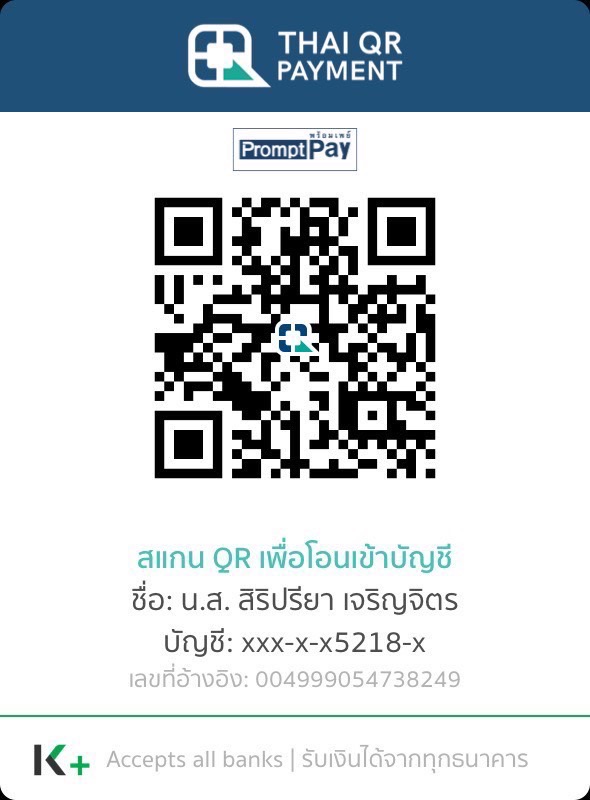 THAI QR
PAYMENT
พร้อมเพย์
PromptPay
สแกน QR เพื่อโอนเข้าบัญชี
ชื่อ: น.ส. สิริปรียา เจริญจิตร
บัญชี: xxx-x-x5218-x
เลขที่อ้างอิง: 004999054738249
K+ Accepts all banks | รับเงินได้จากทุกธนาคาร